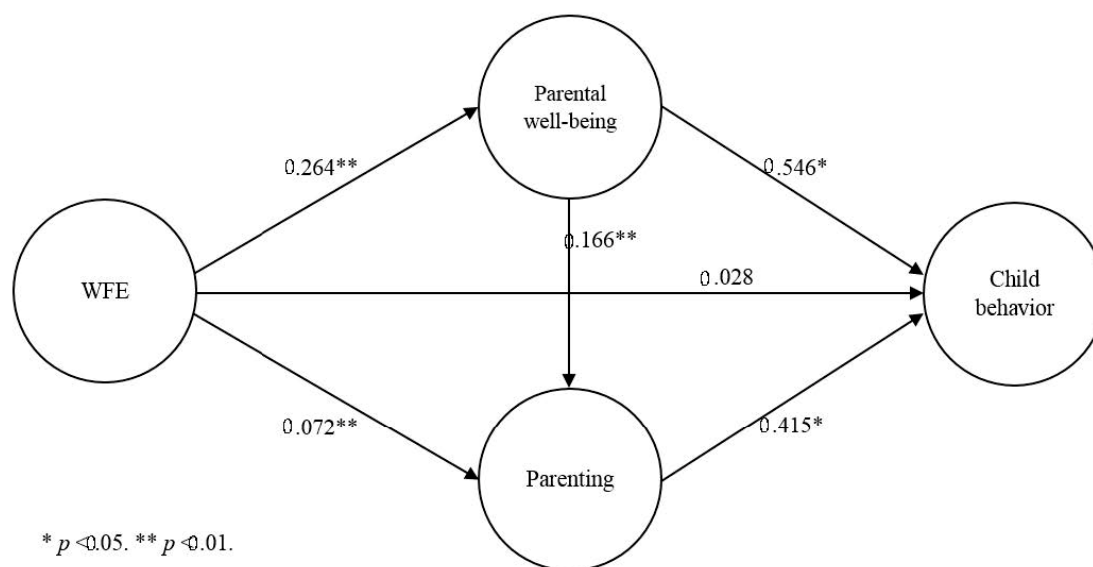 Parental
well-being
0.264**
0.546*
0.166**
WFE
0.028
Child
behavior
0.072**
0.415*
Parenting
* p <0.05. ** p <0.01.